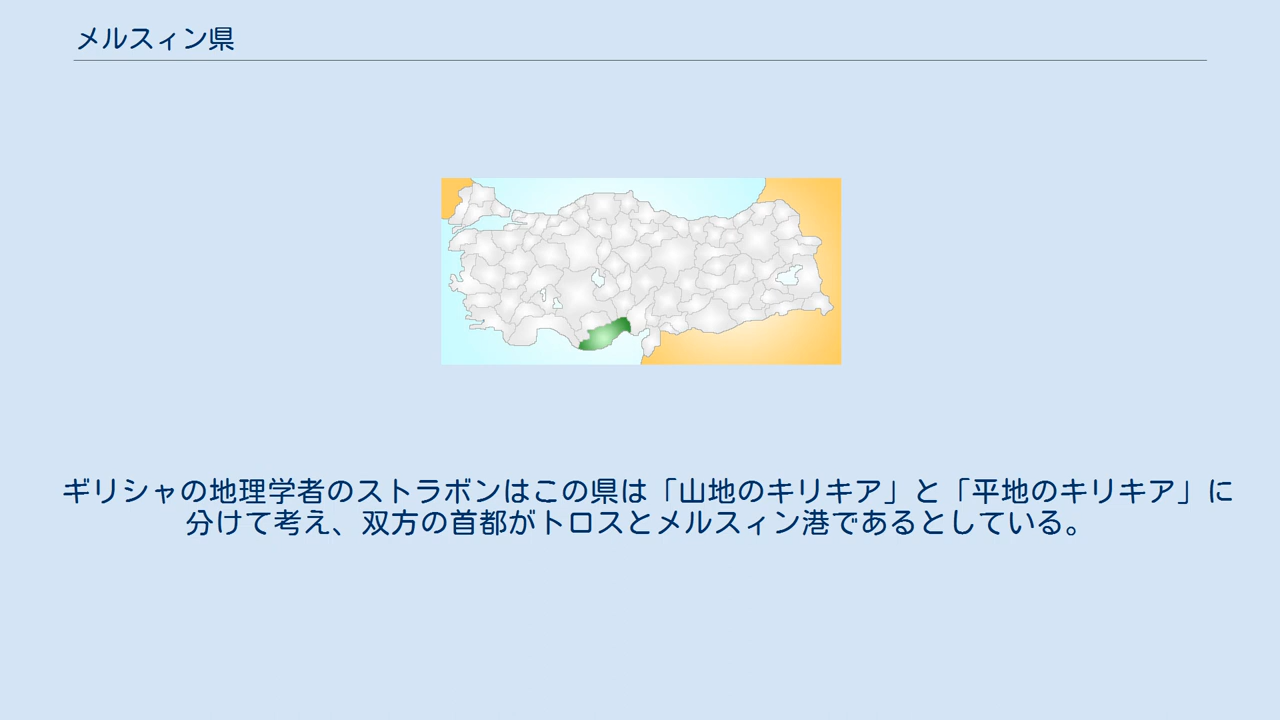 メルスィン県
ギリシャの地理学者のストラボンはこの県は「山地のキリキア」と「平地のキリキア」に
分けて考え、双方の首都がトロスとメルスィン港であるとしている。